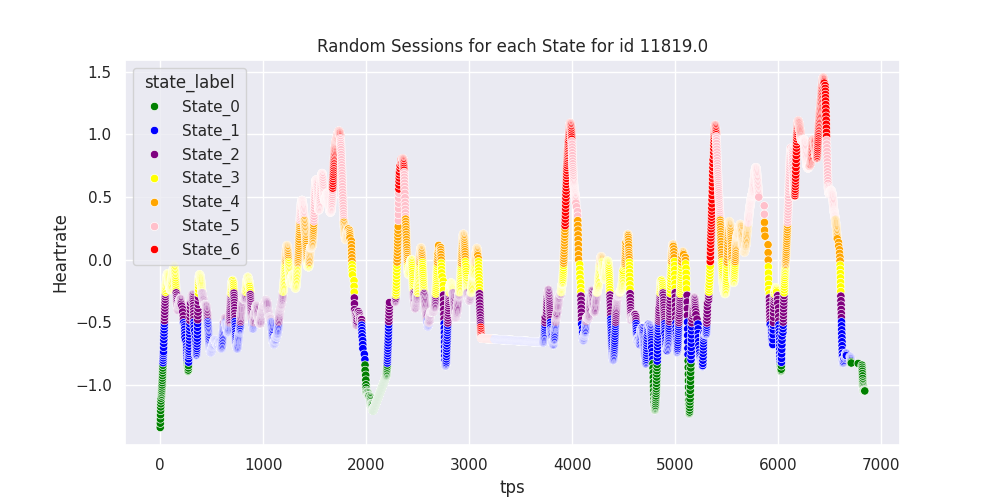 Random Sessions for each State for id 11819.0
state_label
State_0
State_1
State_2
State_3
State_4
State_5
State_6
Heartrate
1.5
1.0
0.5
0.0
−0.5
−1.0
0 1000 2000 3000 4000 5000 6000 7000
tps